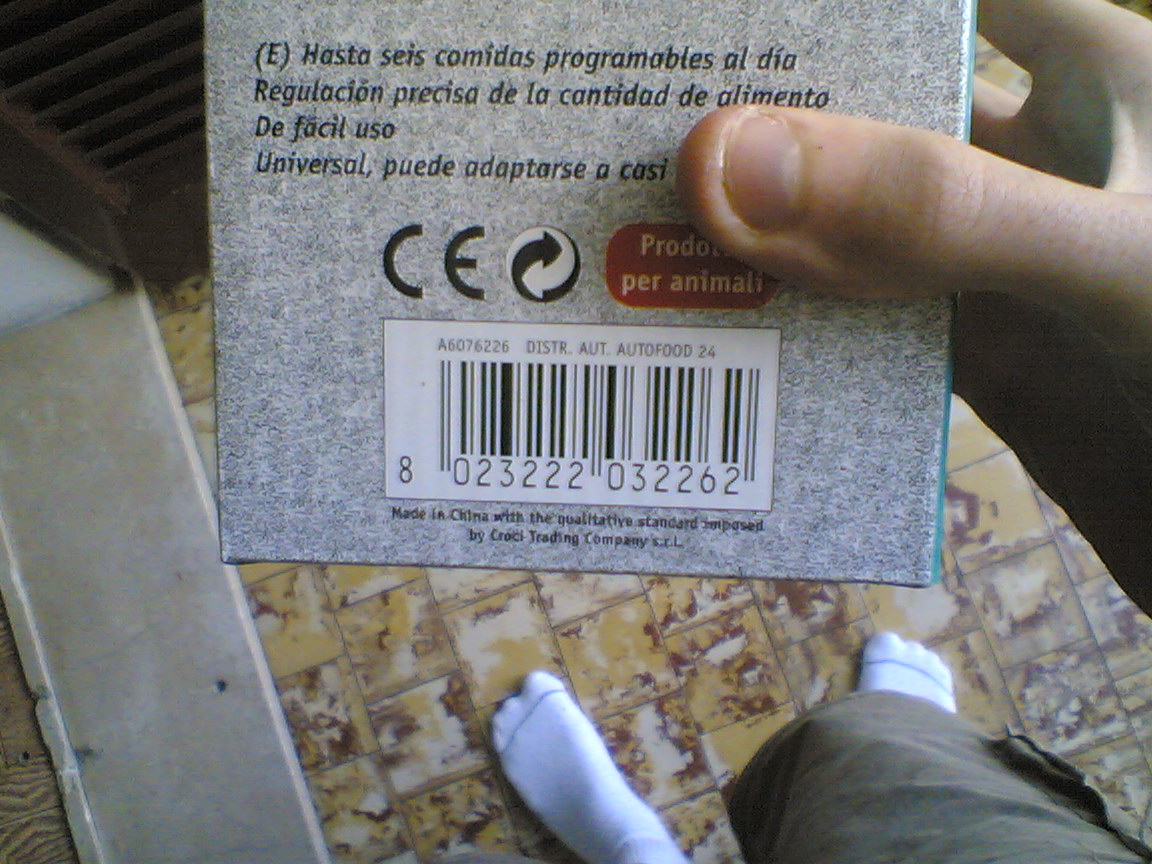 (E) Hasta seis comidas programables al día
Regulación precisa de la cantidad de alimento
De fácil uso
Universal, puede adaptarse a casi
CE
per animali
A6076226 DISTR. AUT. AUTOFOOD 24
8 023222 032262
Made in China with the qualitative standard imposed
by Croci Trading Company s.r.l.